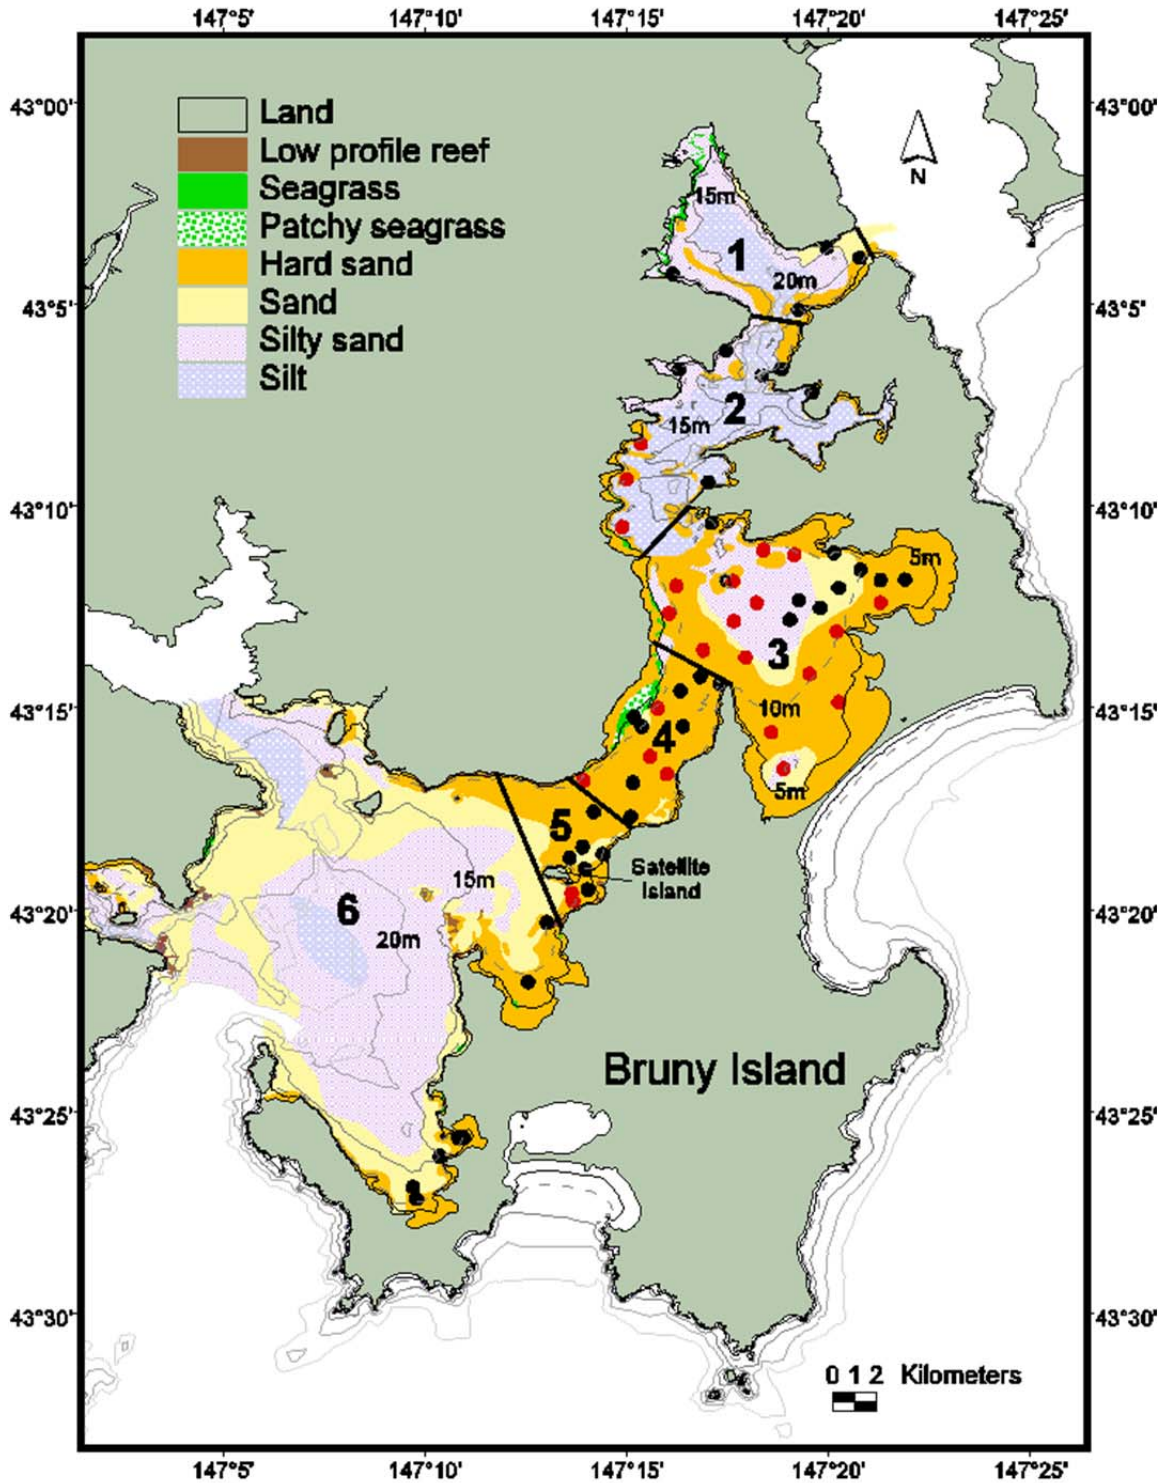 147°5' 147°10' 147°15' 147°20' 147°25'
43°00' 43°00'
Land
Low profile reef
Seagrass
Patchy seagrass
Hard sand
Sand
Silty sand
Silt
N
15m
1
20m
43°5' 43°5'
2
15m
43°10' 43°10'
5m
3
43°15' 10m 43°15'
4
5m
5
Satellite
Island
15m
6
43°20' 43°20'
20m
Bruny Island
43°25' 43°25'
43°30' 43°30'
0 1 2 Kilometers
147°5' 147°10' 147°15' 147°20' 147°25'